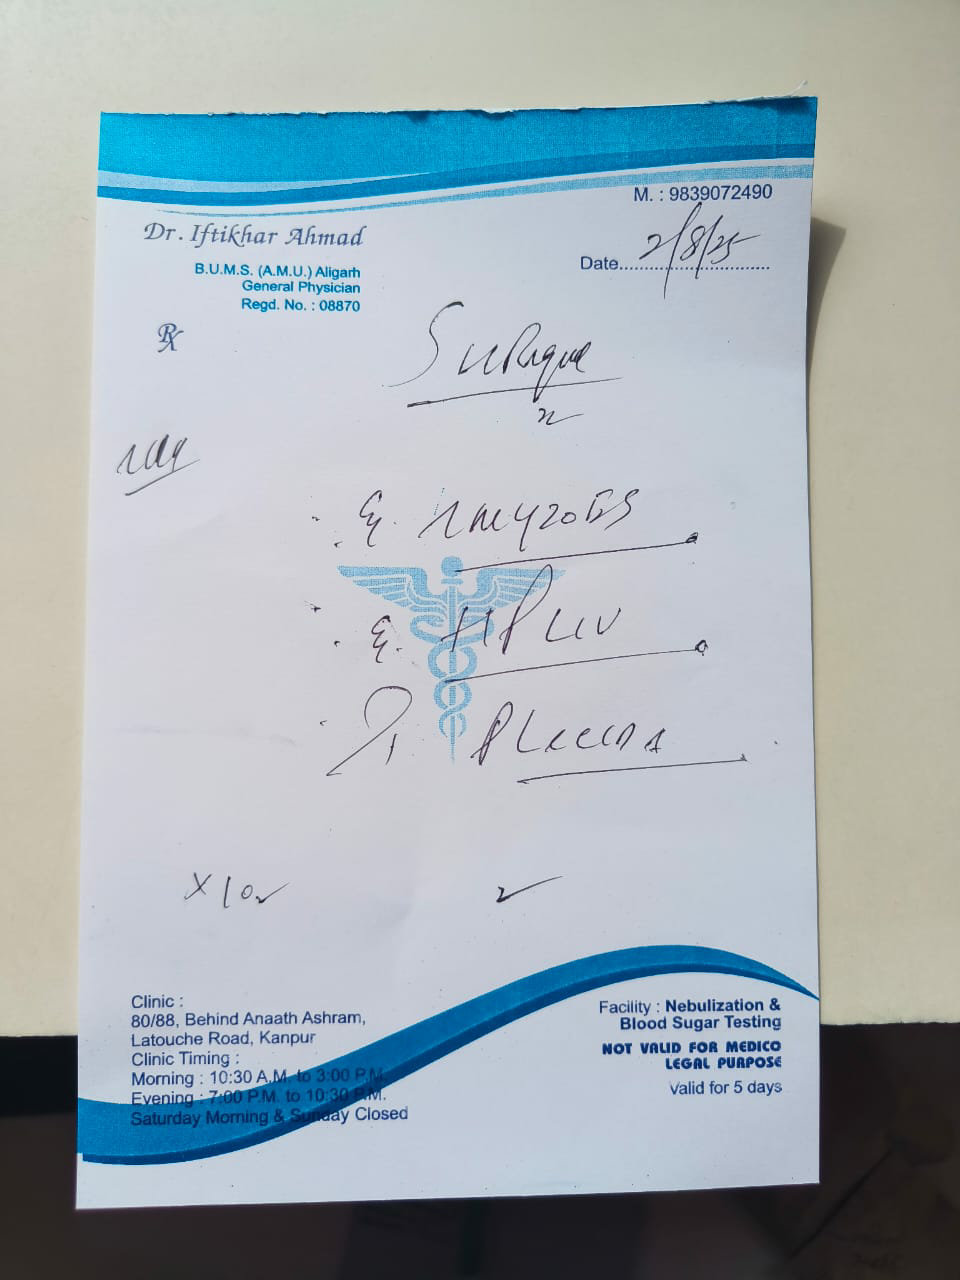 M. : 9839072490
Dr. Iftikhar Ahmad
2/8/25
Date
B.U.M.S. (A.M.U.) Aligarh
General Physician
Regd. No. : 08870
Rx
HP LIV
x 10
Clinic :
80/88, Behind Anaath Ashram,
Latouche Road, Kanpur
Clinic Timing :
Morning : 10:30 A.M. to 3:00 P.M.
Evening : 7:00 P.M. to 10:30 P.M.
Saturday Morning & Sunday Closed
Facility : Nebulization &
Blood Sugar Testing
NOT VALID FOR MEDICO
LEGAL PURPOSE
Valid for 5 days